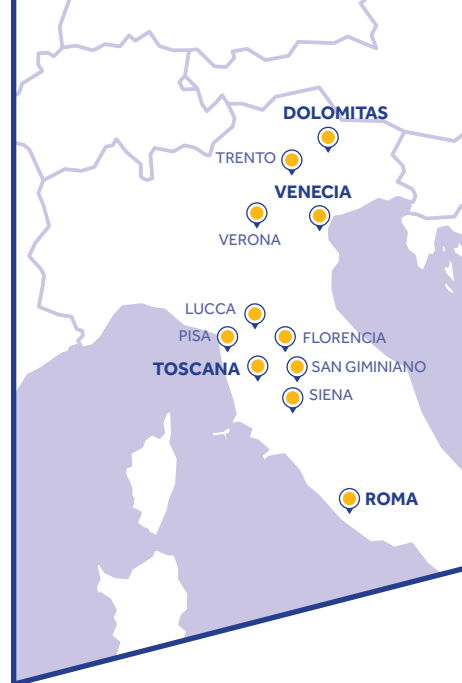 DOLOMITAS
TRENTO
VENECIA
VERONA
LUCCA
PISA
FLORENCIA
TOSCANA
SAN GIMINIANO
SIENA
ROMA